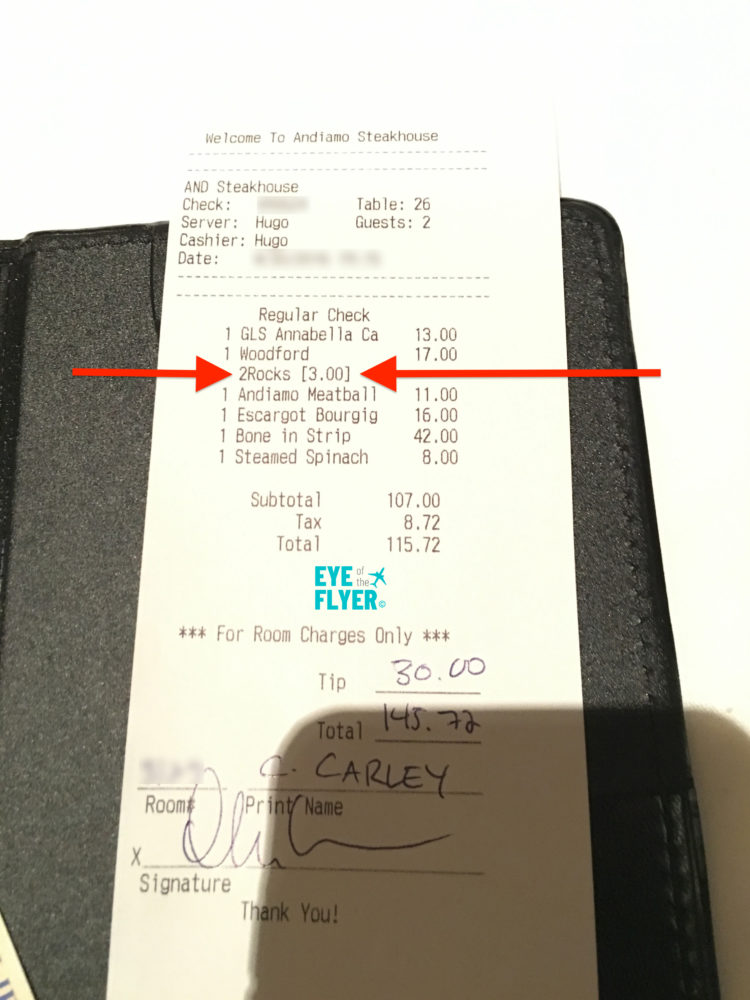 Welcome To Andiamo Steakhouse
AND Steakhouse
Check: Table: 26
Server: Hugo Guests: 2
Cashier: Hugo
Date:
Regular Check
1 GLS Annabella Ca 13.00
1 Woodford 17.00
2Rocks [3.00]
1 Andiamo Meatball 11.00
1 Escargot Bourgig 16.00
1 Bone in Strip 42.00
1 Steamed Spinach 8.00
Subtotal 107.00
Tax 8.72
Total 115.72
EYE of the FLYER©
*** For Room Charges Only ***
Tip 30.00
Total 145.72
C. CARLEY
Room# Print Name
X
Signature
Thank You!